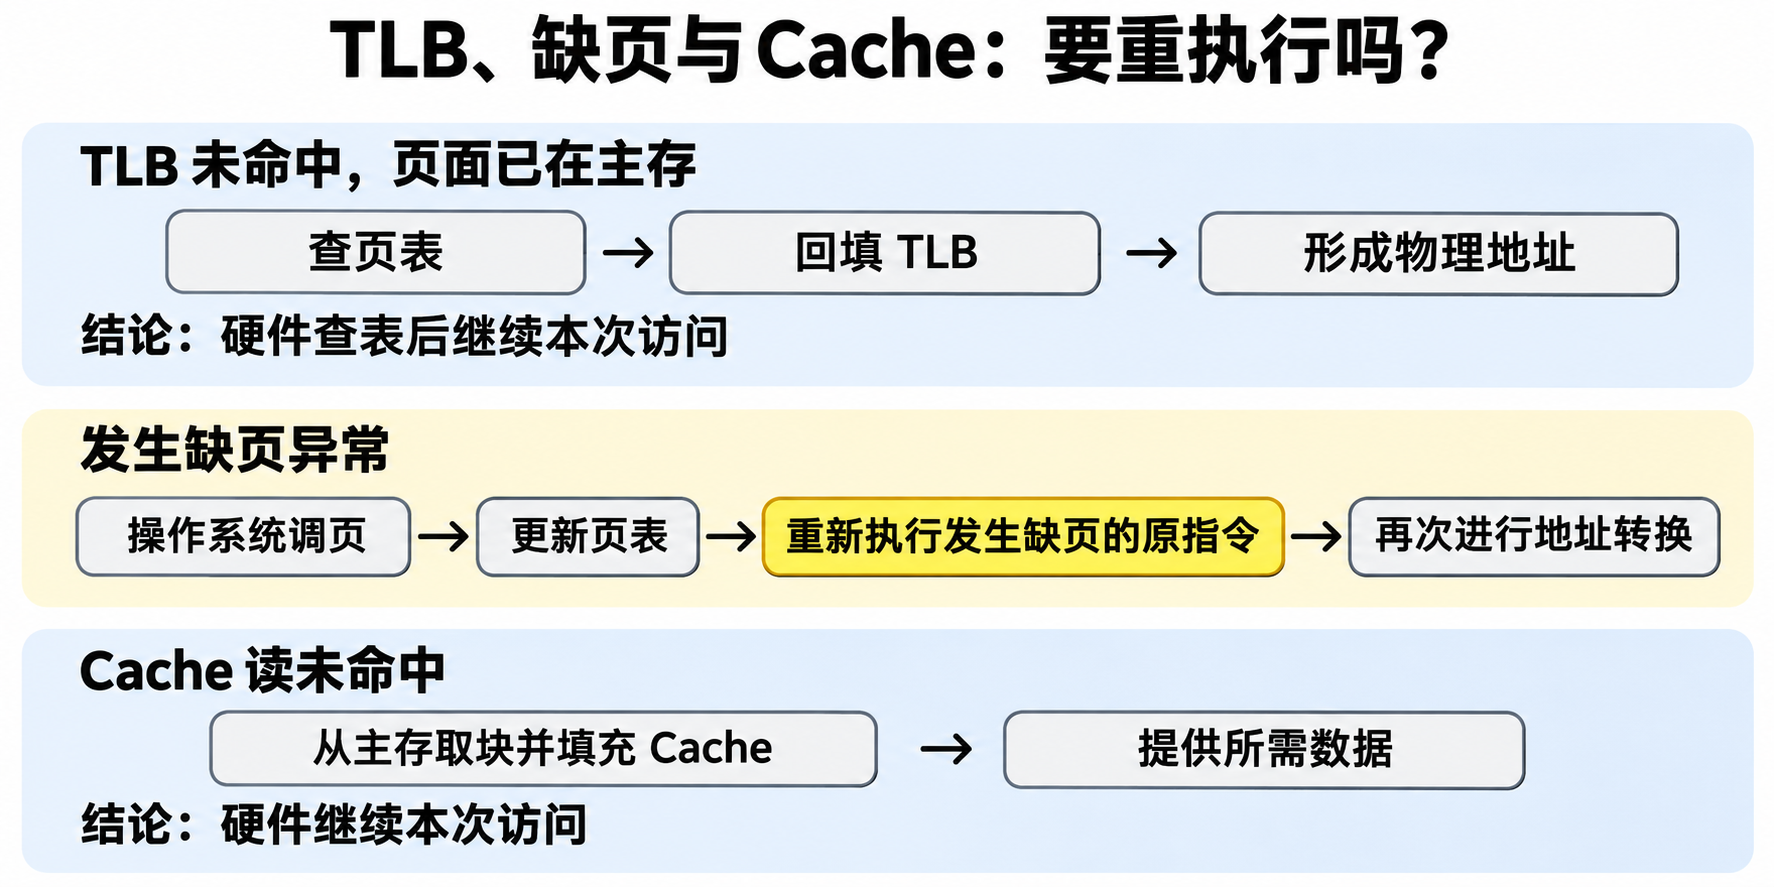 TLB、缺页与 Cache：要重执行吗？
TLB 未命中，页面已在主存
查页表 → 回填 TLB → 形成物理地址
结论：硬件查表后继续本次访问
发生缺页异常
操作系统调页 → 更新页表 → 重新执行发生缺页的原指令 → 再次进行地址转换
Cache 读未命中
从主存取块并填充 Cache → 提供所需数据
结论：硬件继续本次访问